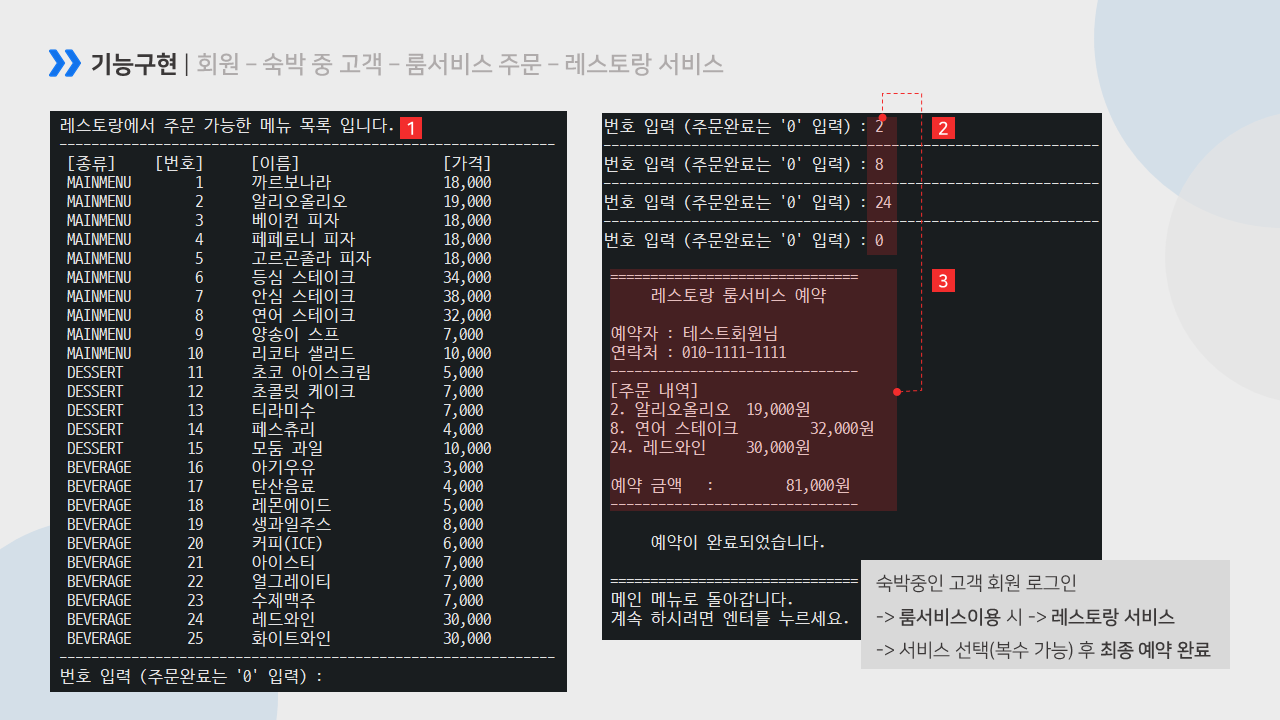 기능구현 | 회원 – 숙박 중 고객 – 룸서비스 주문 – 레스토랑 서비스
레스토랑에서 주문 가능한 메뉴 목록 입니다. 1
--------------------------------------------------------------
[종류] [번호] [이름] [가격]
MAINMENU 1 까르보나라 18,000
MAINMENU 2 알리오올리오 19,000
MAINMENU 3 베이컨 피자 18,000
MAINMENU 4 페페로니 피자 18,000
MAINMENU 5 고르곤졸라 피자 18,000
MAINMENU 6 등심 스테이크 34,000
MAINMENU 7 안심 스테이크 38,000
MAINMENU 8 연어 스테이크 32,000
MAINMENU 9 양송이 스프 7,000
MAINMENU 10 리코타 샐러드 10,000
DESSERT 11 초코 아이스크림 5,000
DESSERT 12 초콜릿 케이크 7,000
DESSERT 13 티라미수 7,000
DESSERT 14 페스츄리 4,000
DESSERT 15 모둠 과일 10,000
BEVERAGE 16 아기우유 3,000
BEVERAGE 17 탄산음료 4,000
BEVERAGE 18 레몬에이드 5,000
BEVERAGE 19 생과일주스 8,000
BEVERAGE 20 커피(ICE) 6,000
BEVERAGE 21 아이스티 7,000
BEVERAGE 22 얼그레이티 7,000
BEVERAGE 23 수제맥주 7,000
BEVERAGE 24 레드와인 30,000
BEVERAGE 25 화이트와인 30,000
--------------------------------------------------------------
번호 입력 (주문완료는 '0' 입력) :
번호 입력 (주문완료는 '0' 입력) : 2 2
--------------------------------------------------------------
번호 입력 (주문완료는 '0' 입력) : 8
--------------------------------------------------------------
번호 입력 (주문완료는 '0' 입력) : 24
--------------------------------------------------------------
번호 입력 (주문완료는 '0' 입력) : 0
=============================== 3
레스토랑 룸서비스 예약
예약자 : 테스트회원님
연락처 : 010-1111-1111
-------------------------------
[주문 내역]
2. 알리오올리오 19,000원
8. 연어 스테이크 32,000원
24. 레드와인 30,000원
예약 금액 : 81,000원
-------------------------------
예약이 완료되었습니다.
===============================
메인 메뉴로 돌아갑니다.
계속 하시려면 엔터를 누르세요.
숙박중인 고객 회원 로그인
-> 룸서비스이용 시 -> 레스토랑 서비스
-> 서비스 선택(복수 가능) 후 최종 예약 완료